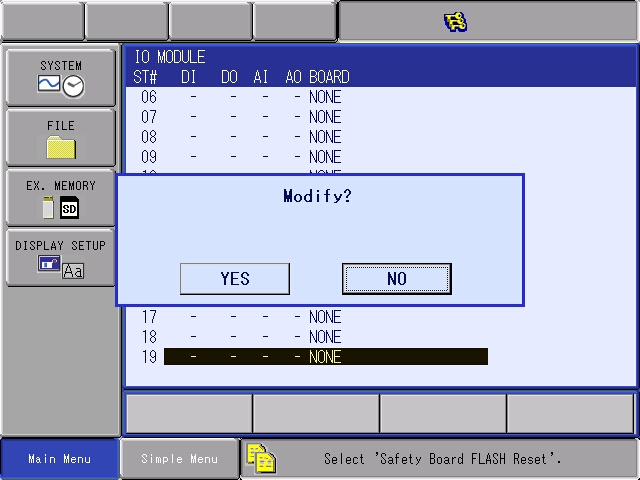 SYSTEM
FILE
EX. MEMORY
SD
DISPLAY SETUP
Aa
IO MODULE
ST# DI DO AI AO BOARD
06 - - - - NONE
07 - - - - NONE
08 - - - - NONE
09 - - - - NONE
Modify?
YES NO
17 - - - - NONE
18 - - - - NONE
19 - - - - NONE
Main Menu
Simple Menu
Select 'Safety Board FLASH Reset'.